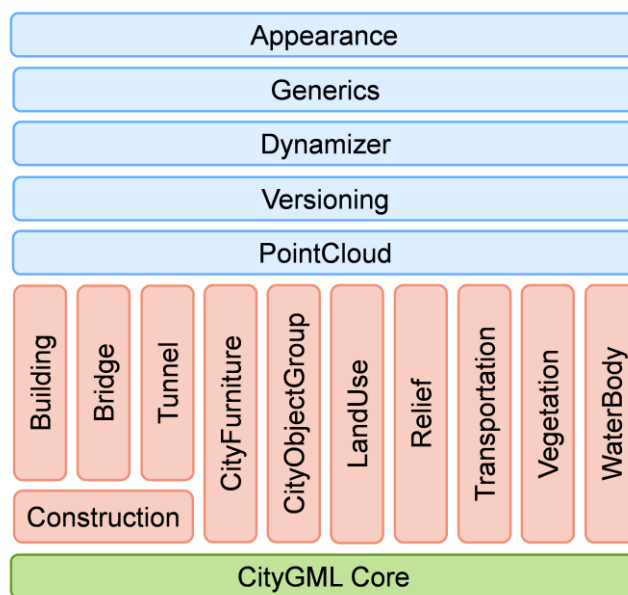 Appearance
Generics
Dynamizer
Versioning
PointCloud
Building
Bridge
Tunnel
CityFurniture
CityObjectGroup
LandUse
Relief
Transportation
Vegetation
WaterBody
Construction
CityGML Core